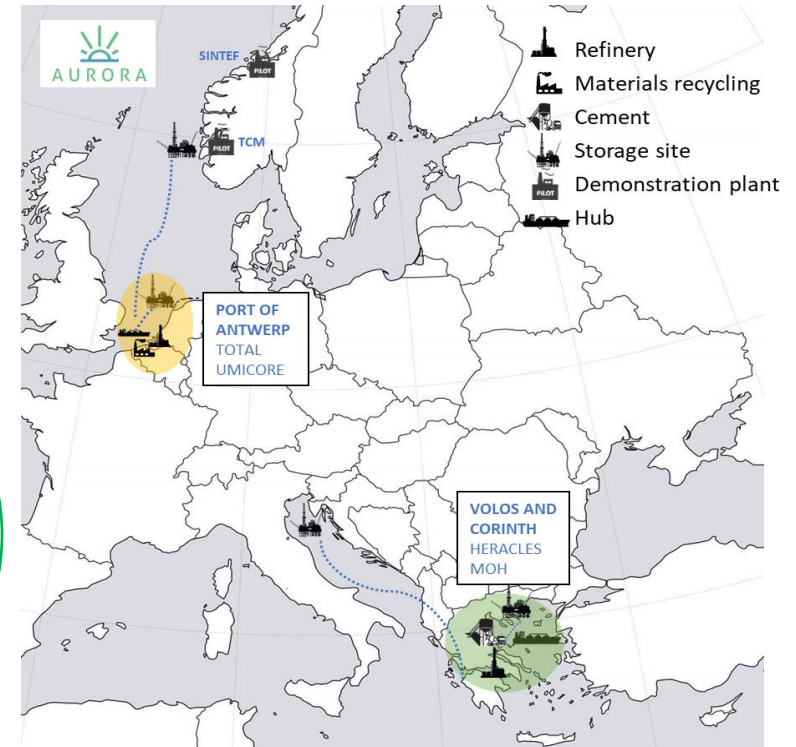 AURORA
SINTEF
PILOT
TCM
PILOT
Refinery
Materials recycling
Cement
Storage site
PILOT
Demonstration plant
Hub
PORT OF
ANTWERP
TOTAL
UMICORE
VOLOS AND
CORINTH
HERACLES
MOH